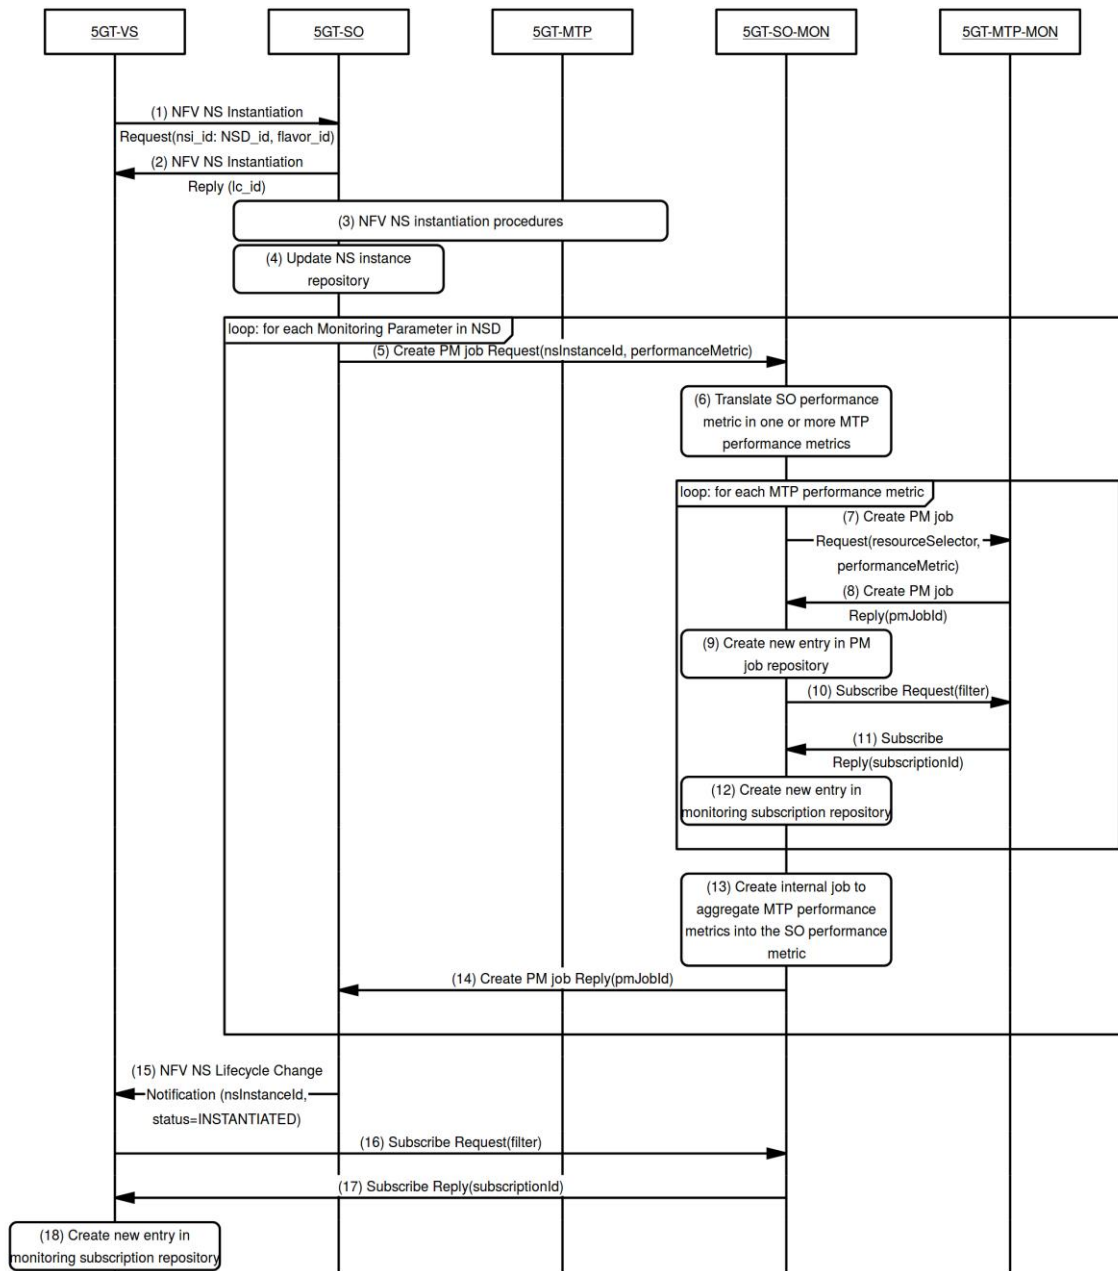 5GT-VS
5GT-SO
5GT-MTP
5GT-SO-MON
5GT-MTP-MON
(1) NFV NS Instantiation
Request(nsi_id: NSD_id, flavor_id)
(2) NFV NS Instantiation
Reply (lc_id)
(3) NFV NS instantiation procedures
(4) Update NS instance
repository
loop: for each Monitoring Parameter in NSD
(5) Create PM job Request(nsInstanceId, performanceMetric)
(6) Translate SO performance
metric in one or more MTP
performance metrics
loop: for each MTP performance metric
(7) Create PM job
Request(resourceSelector,
performanceMetric)
(8) Create PM job
Reply(pmJobId)
(9) Create new entry in PM
job repository
(10) Subscribe Request(filter)
(11) Subscribe
Reply(subscriptionId)
(12) Create new entry in
monitoring subscription repository
(13) Create internal job to
aggregate MTP performance
metrics into the SO performance
metric
(14) Create PM job Reply(pmJobId)
(15) NFV NS Lifecycle Change
Notification (nsInstanceId,
status=INSTANTIATED)
(16) Subscribe Request(filter)
(17) Subscribe Reply(subscriptionId)
(18) Create new entry in
monitoring subscription repository